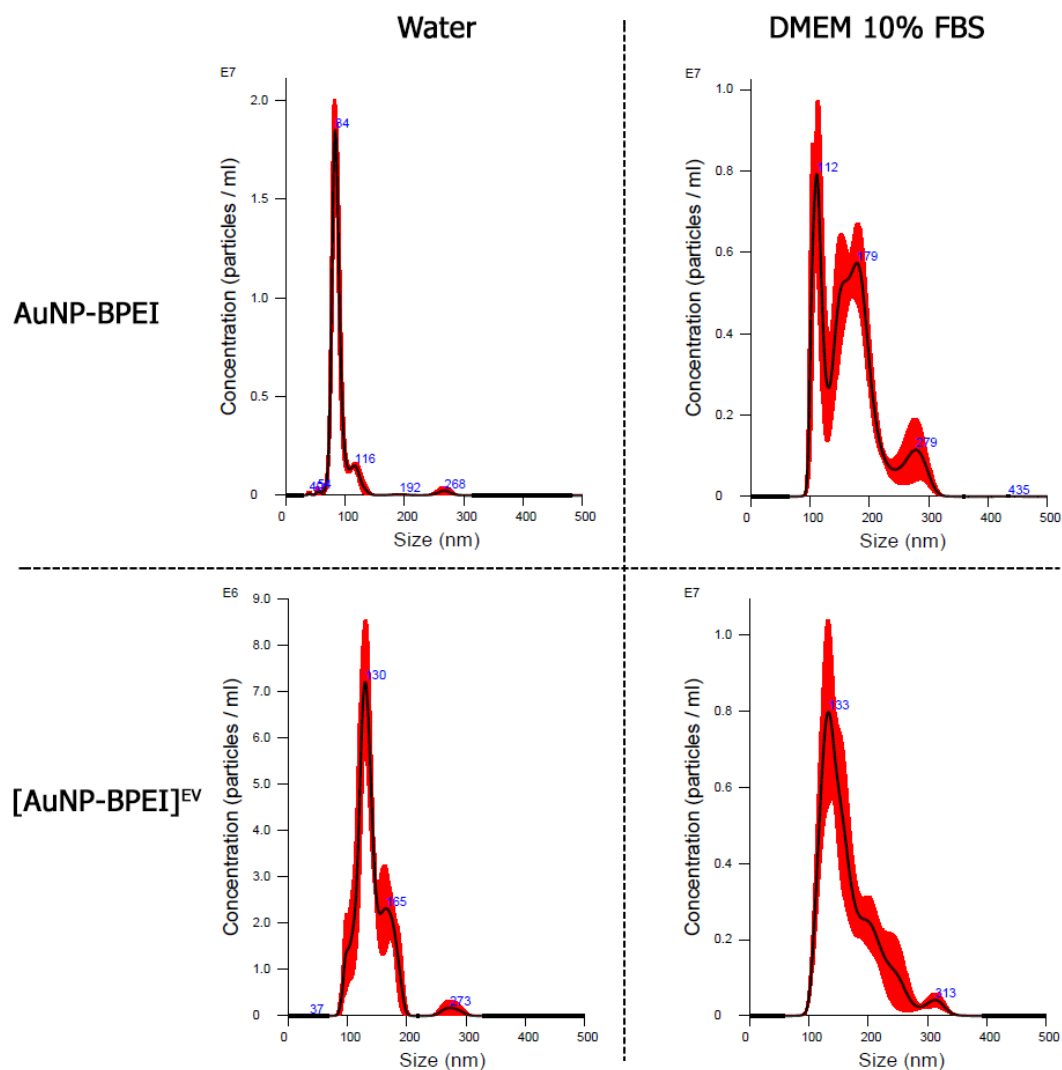 Water
DMEM 10% FBS
AuNP-BPEI
E7
Concentration (particles / ml)
2.0
1.5
1.0
0.5
0
84
54
116
192
268
0 100 200 300 400 500
Size (nm)
E7
Concentration (particles / ml)
1.0
0.8
0.6
0.4
0.2
0
112
179
279
435
0 100 200 300 400 500
Size (nm)
[AuNP-BPEI]EV
E6
Concentration (particles / ml)
9.0
8.0
7.0
6.0
5.0
4.0
3.0
2.0
1.0
0
130
165
37
273
0 100 200 300 400 500
Size (nm)
E7
Concentration (particles / ml)
1.0
0.8
0.6
0.4
0.2
0
133
313
0 100 200 300 400 500
Size (nm)